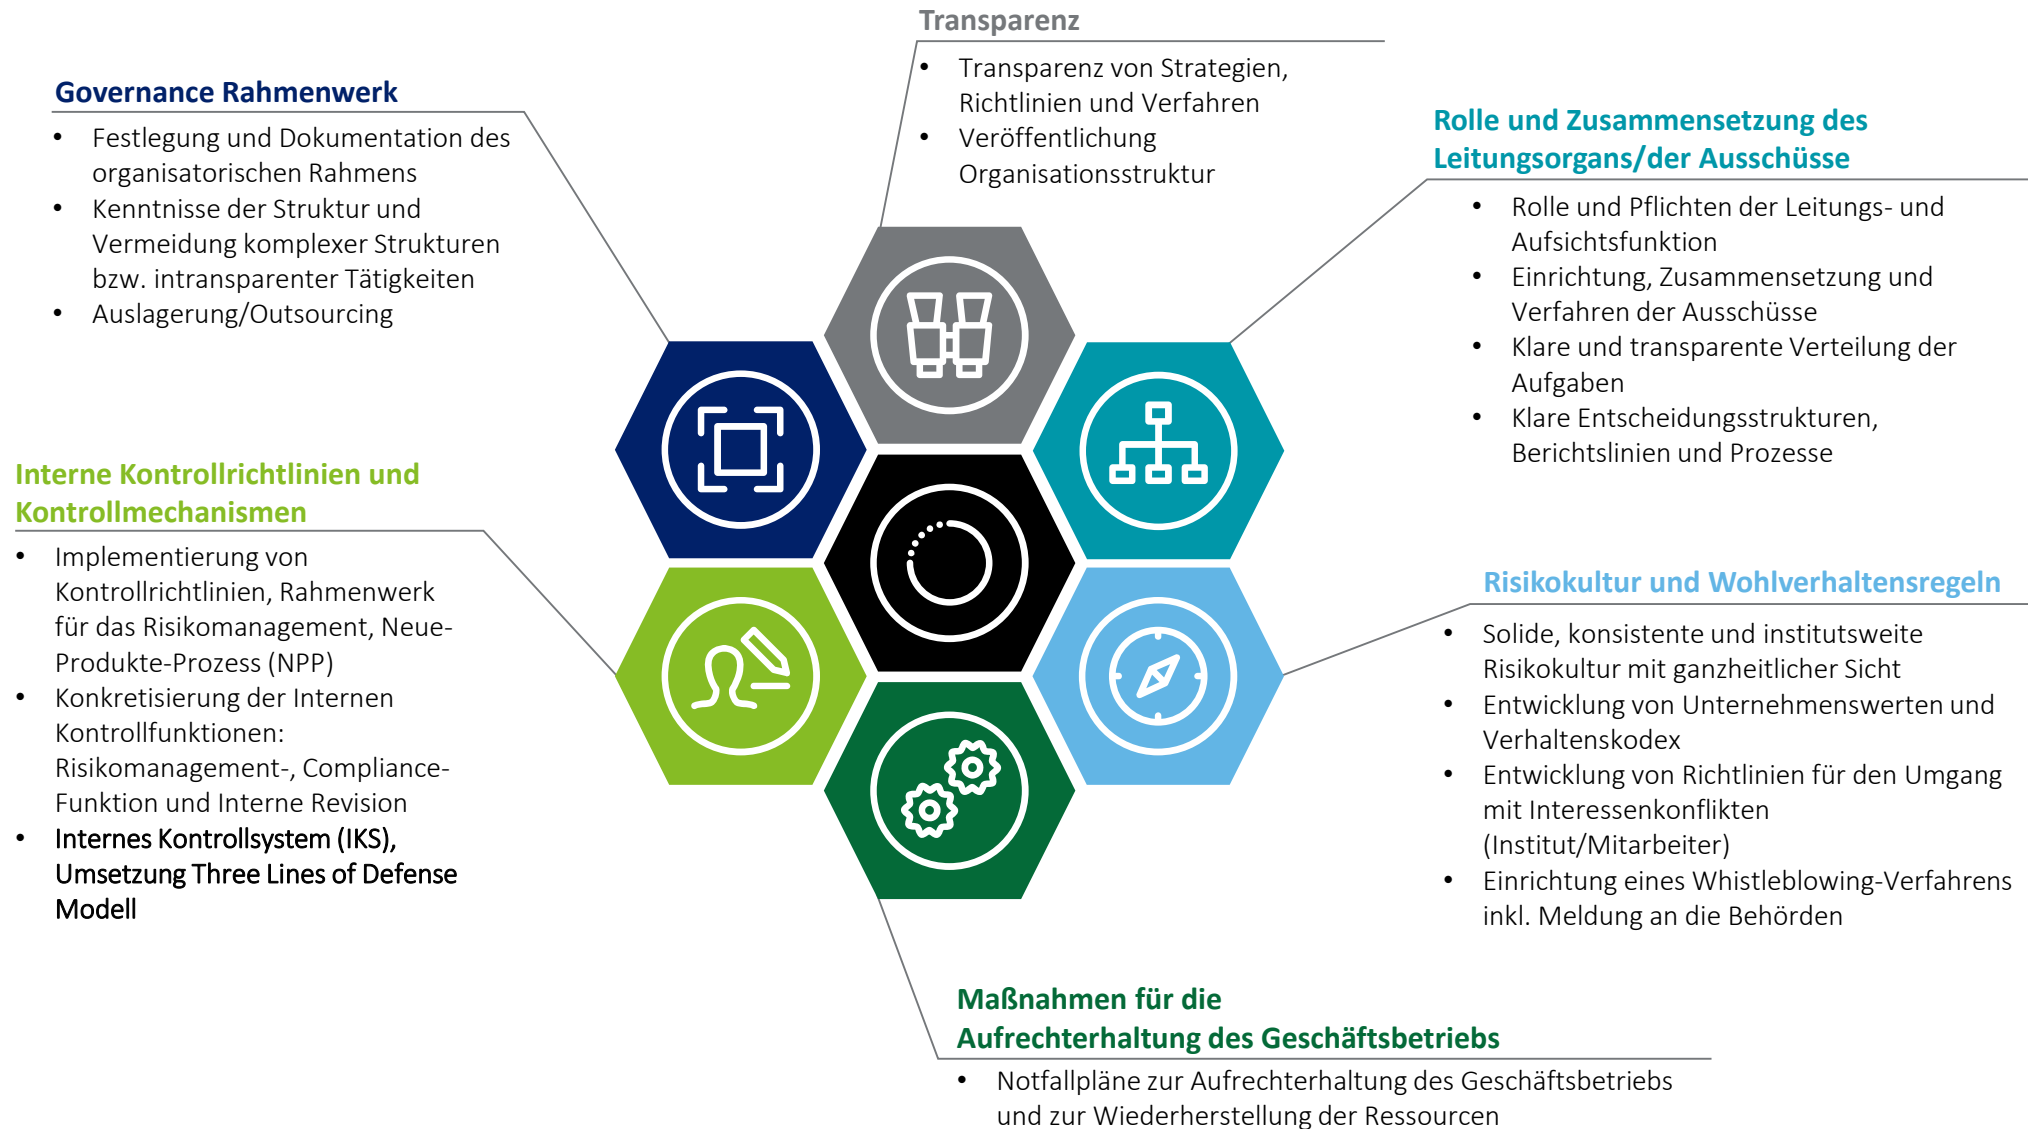 Transparenz
• Transparenz von Strategien,
Richtlinien und Verfahren
• Veröffentlichung
Organisationsstruktur
Governance Rahmenwerk
• Festlegung und Dokumentation des
organisatorischen Rahmens
• Kenntnisse der Struktur und
Vermeidung komplexer Strukturen
bzw. intransparenter Tätigkeiten
• Auslagerung/Outsourcing
Rolle und Zusammensetzung des
Leitungsorgans/der Ausschüsse
• Rolle und Pflichten der Leitungs- und
Aufsichtsfunktion
• Einrichtung, Zusammensetzung und
Verfahren der Ausschüsse
• Klare und transparente Verteilung der
Aufgaben
• Klare Entscheidungsstrukturen,
Berichtslinien und Prozesse
Interne Kontrollrichtlinien und
Kontrollmechanismen
• Implementierung von
Kontrollrichtlinien, Rahmenwerk
für das Risikomanagement, Neue-
Produkte-Prozess (NPP)
• Konkretisierung der Internen
Kontrollfunktionen:
Risikomanagement-, Compliance-
Funktion und Interne Revision
• Internes Kontrollsystem (IKS),
Umsetzung Three Lines of Defense
Modell
Risikokultur und Wohlverhaltensregeln
• Solide, konsistente und institutsweite
Risikokultur mit ganzheitlicher Sicht
• Entwicklung von Unternehmenswerten und
Verhaltenskodex
• Entwicklung von Richtlinien für den Umgang
mit Interessenkonflikten
(Institut/Mitarbeiter)
• Einrichtung eines Whistleblowing-Verfahrens
inkl. Meldung an die Behörden
Maßnahmen für die
Aufrechterhaltung des Geschäftsbetriebs
• Notfallpläne zur Aufrechterhaltung des Geschäftsbetriebs
und zur Wiederherstellung der Ressourcen